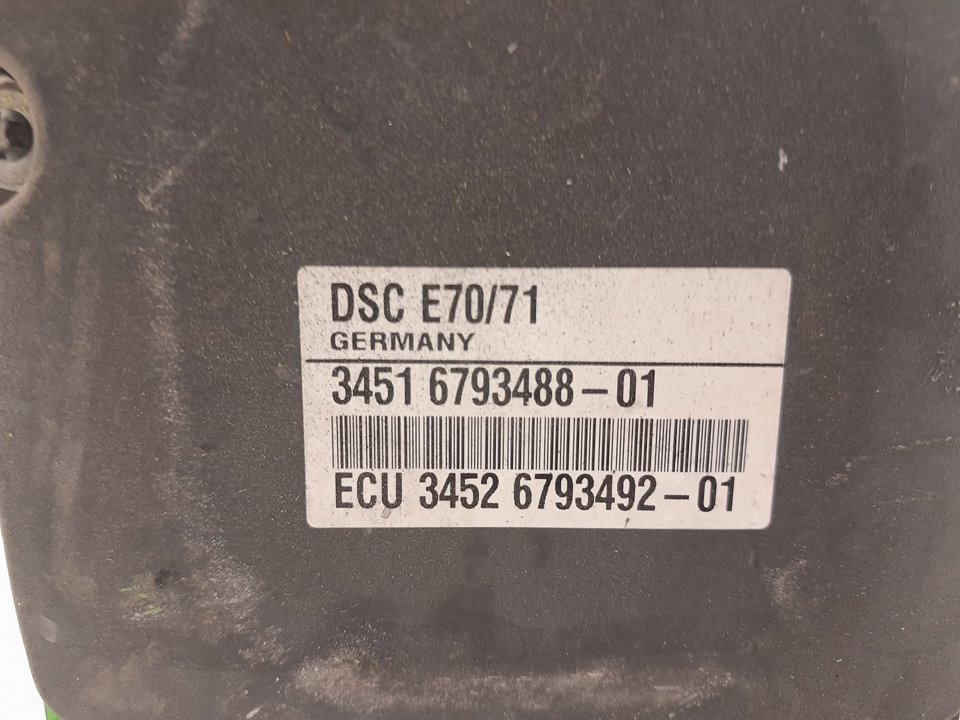 DSC E70/71
GERMANY
3451 6793488-01
ECU 3452 6793492-01